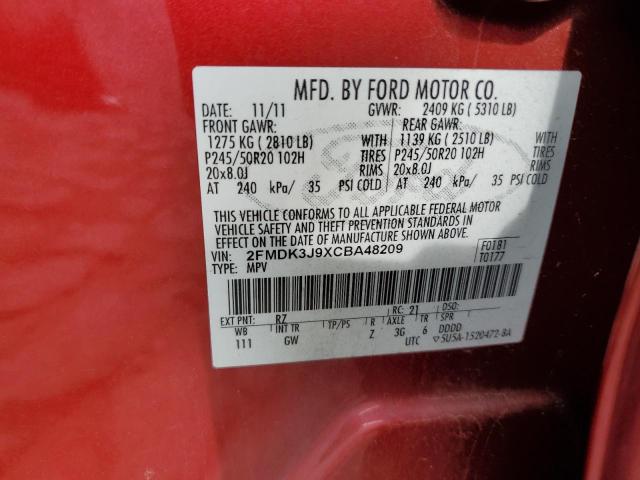 MFD. BY FORD MOTOR CO.
DATE: 11/11 GVWR: 2409 KG ( 5310 LB)
FRONT GAWR: REAR GAWR:
1275 KG ( 2810 LB) WITH 1139 KG ( 2510 LB) WITH
P245/50R20 102H TIRES P245/50R20 102H TIRES
20x8.0J RIMS 20x8.0J RIMS
AT 240 kPa/ 35 PSI COLD AT 240 kPa/ 35 PSI COLD
Ford
THIS VEHICLE CONFORMS TO ALL APPLICABLE FEDERAL MOTOR
VEHICLE SAFETY AND THEFT PREVENTION STANDARDS IN EFFECT ON
THE DATE OF MANUFACTURE SHOWN ABOVE.
VIN: 2FMDK3J9XCBA48209 F0181
TYPE: MPV T0177
EXT PNT: RZ RC: 21 DSO:
WB INT TR TP/PS R AXLE TR SPR
111 GW Z 3G 6 DDDD
UTC ▽5U5A-1520472-BA